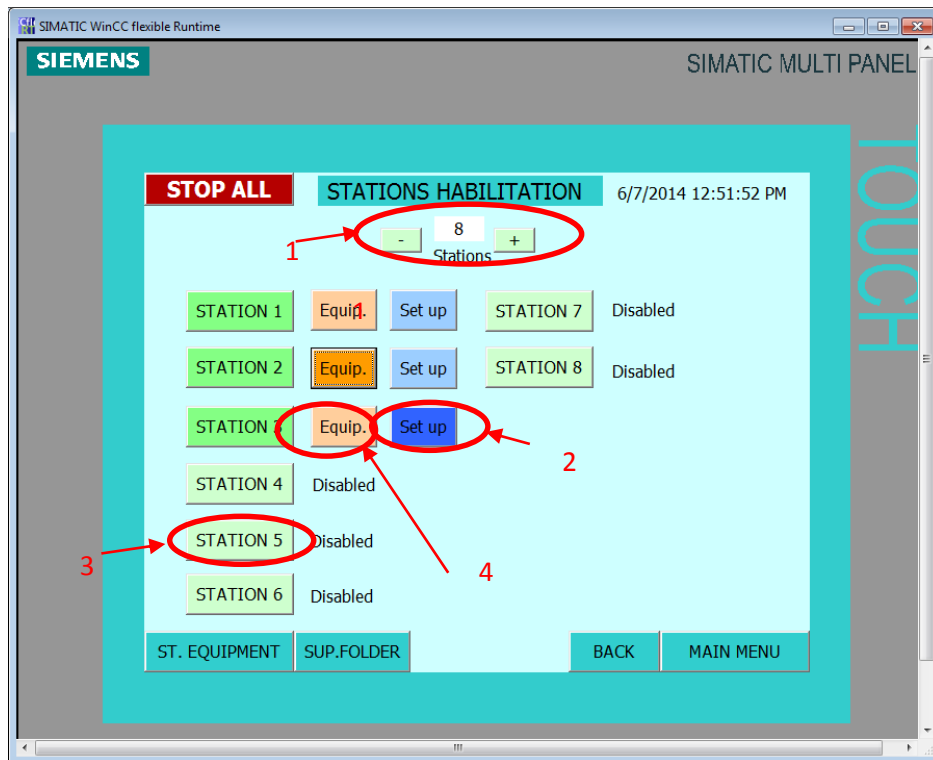 SIMATIC WinCC flexible Runtime
SIEMENS
SIMATIC MULTI PANEL
TOUCH
STOP ALL
STATIONS HABILITATION
6/7/2014 12:51:52 PM
1
- 8 +
Stations
STATION 1 Equip. 1 Set up STATION 7 Disabled
STATION 2 Equip. Set up STATION 8 Disabled
STATION 3 Equip. Set up
2
STATION 4 Disabled
3
STATION 5 Disabled
4
STATION 6 Disabled
ST. EQUIPMENT SUP.FOLDER BACK MAIN MENU